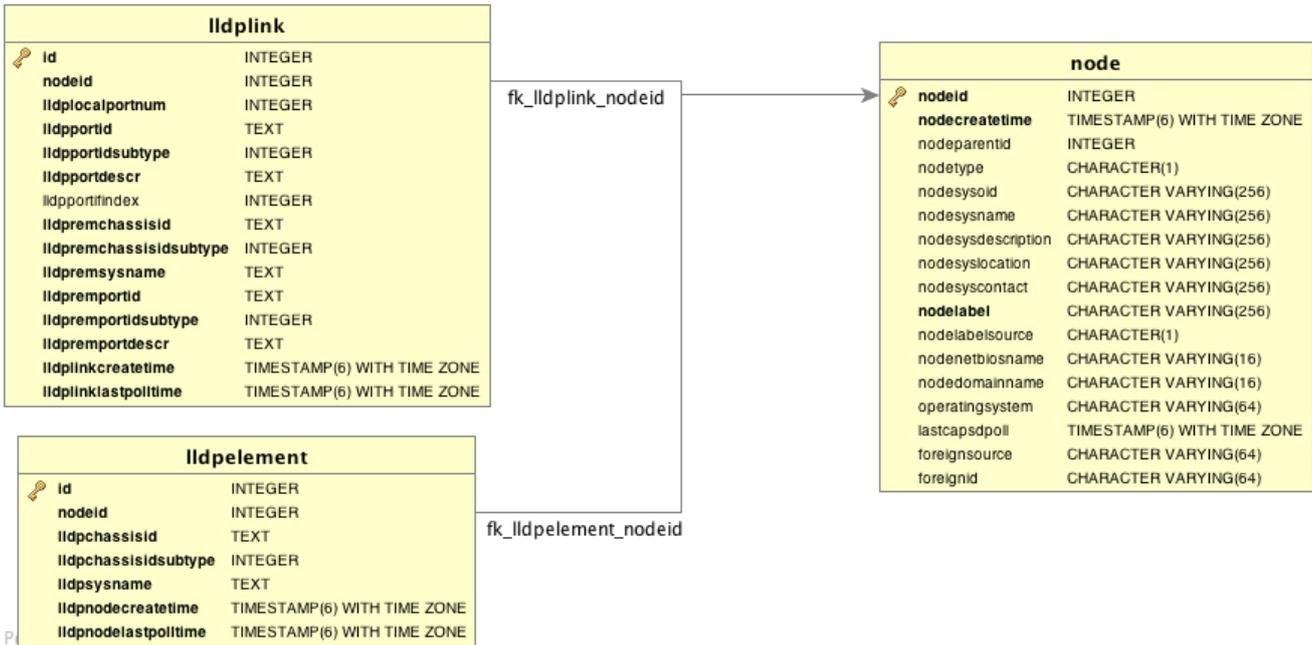 lldplink
id INTEGER
nodeid INTEGER
lldplocalportnum INTEGER
lldpportid TEXT
lldpportidsubtype INTEGER
lldpportdescr TEXT
lldpportifindex INTEGER
lldpremchassisid TEXT
lldpremchassisidsubtype INTEGER
lldpremsysname TEXT
lldpremportid TEXT
lldpremportidsubtype INTEGER
lldpremportdescr TEXT
lldplinkcreatetime TIMESTAMP(6) WITH TIME ZONE
lldplinklastpolltime TIMESTAMP(6) WITH TIME ZONE
fk_lldplink_nodeid
node
nodeid INTEGER
nodecreatetime TIMESTAMP(6) WITH TIME ZONE
nodeparentid INTEGER
nodetype CHARACTER(1)
nodesysoid CHARACTER VARYING(256)
nodesysname CHARACTER VARYING(256)
nodesysdescription CHARACTER VARYING(256)
nodesyslocation CHARACTER VARYING(256)
nodesyscontact CHARACTER VARYING(256)
nodelabel CHARACTER VARYING(256)
nodelabelsource CHARACTER(1)
nodenetbiosname CHARACTER VARYING(16)
nodedomainname CHARACTER VARYING(16)
operatingsystem CHARACTER VARYING(64)
lastcapsdpoll TIMESTAMP(6) WITH TIME ZONE
foreignsource CHARACTER VARYING(64)
foreignid CHARACTER VARYING(64)
lldpelement
id INTEGER
nodeid INTEGER
lldpchassisid TEXT
lldpchassisidsubtype INTEGER
lldpsysname TEXT
lldpnodecreatetime TIMESTAMP(6) WITH TIME ZONE
lldpnodelastpolltime TIMESTAMP(6) WITH TIME ZONE
fk_lldpelement_nodeid